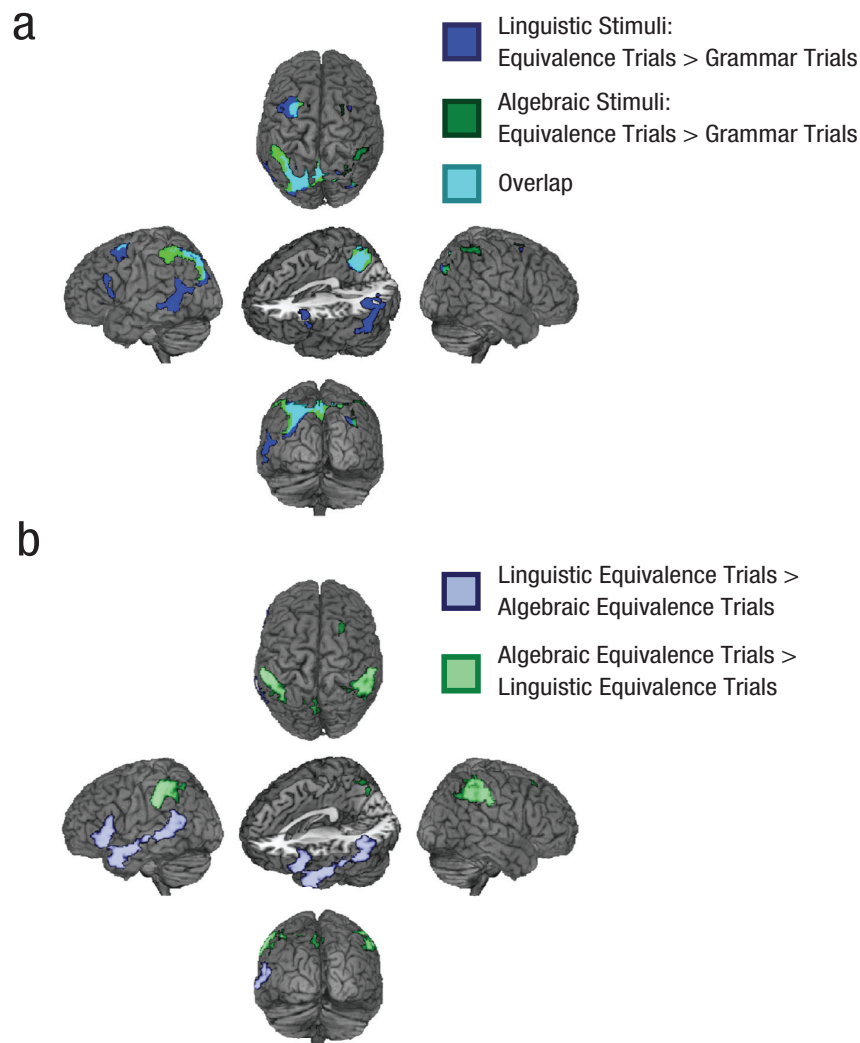 a
Linguistic Stimuli:
Equivalence Trials > Grammar Trials
Algebraic Stimuli:
Equivalence Trials > Grammar Trials
Overlap
b
Linguistic Equivalence Trials >
Algebraic Equivalence Trials
Algebraic Equivalence Trials >
Linguistic Equivalence Trials